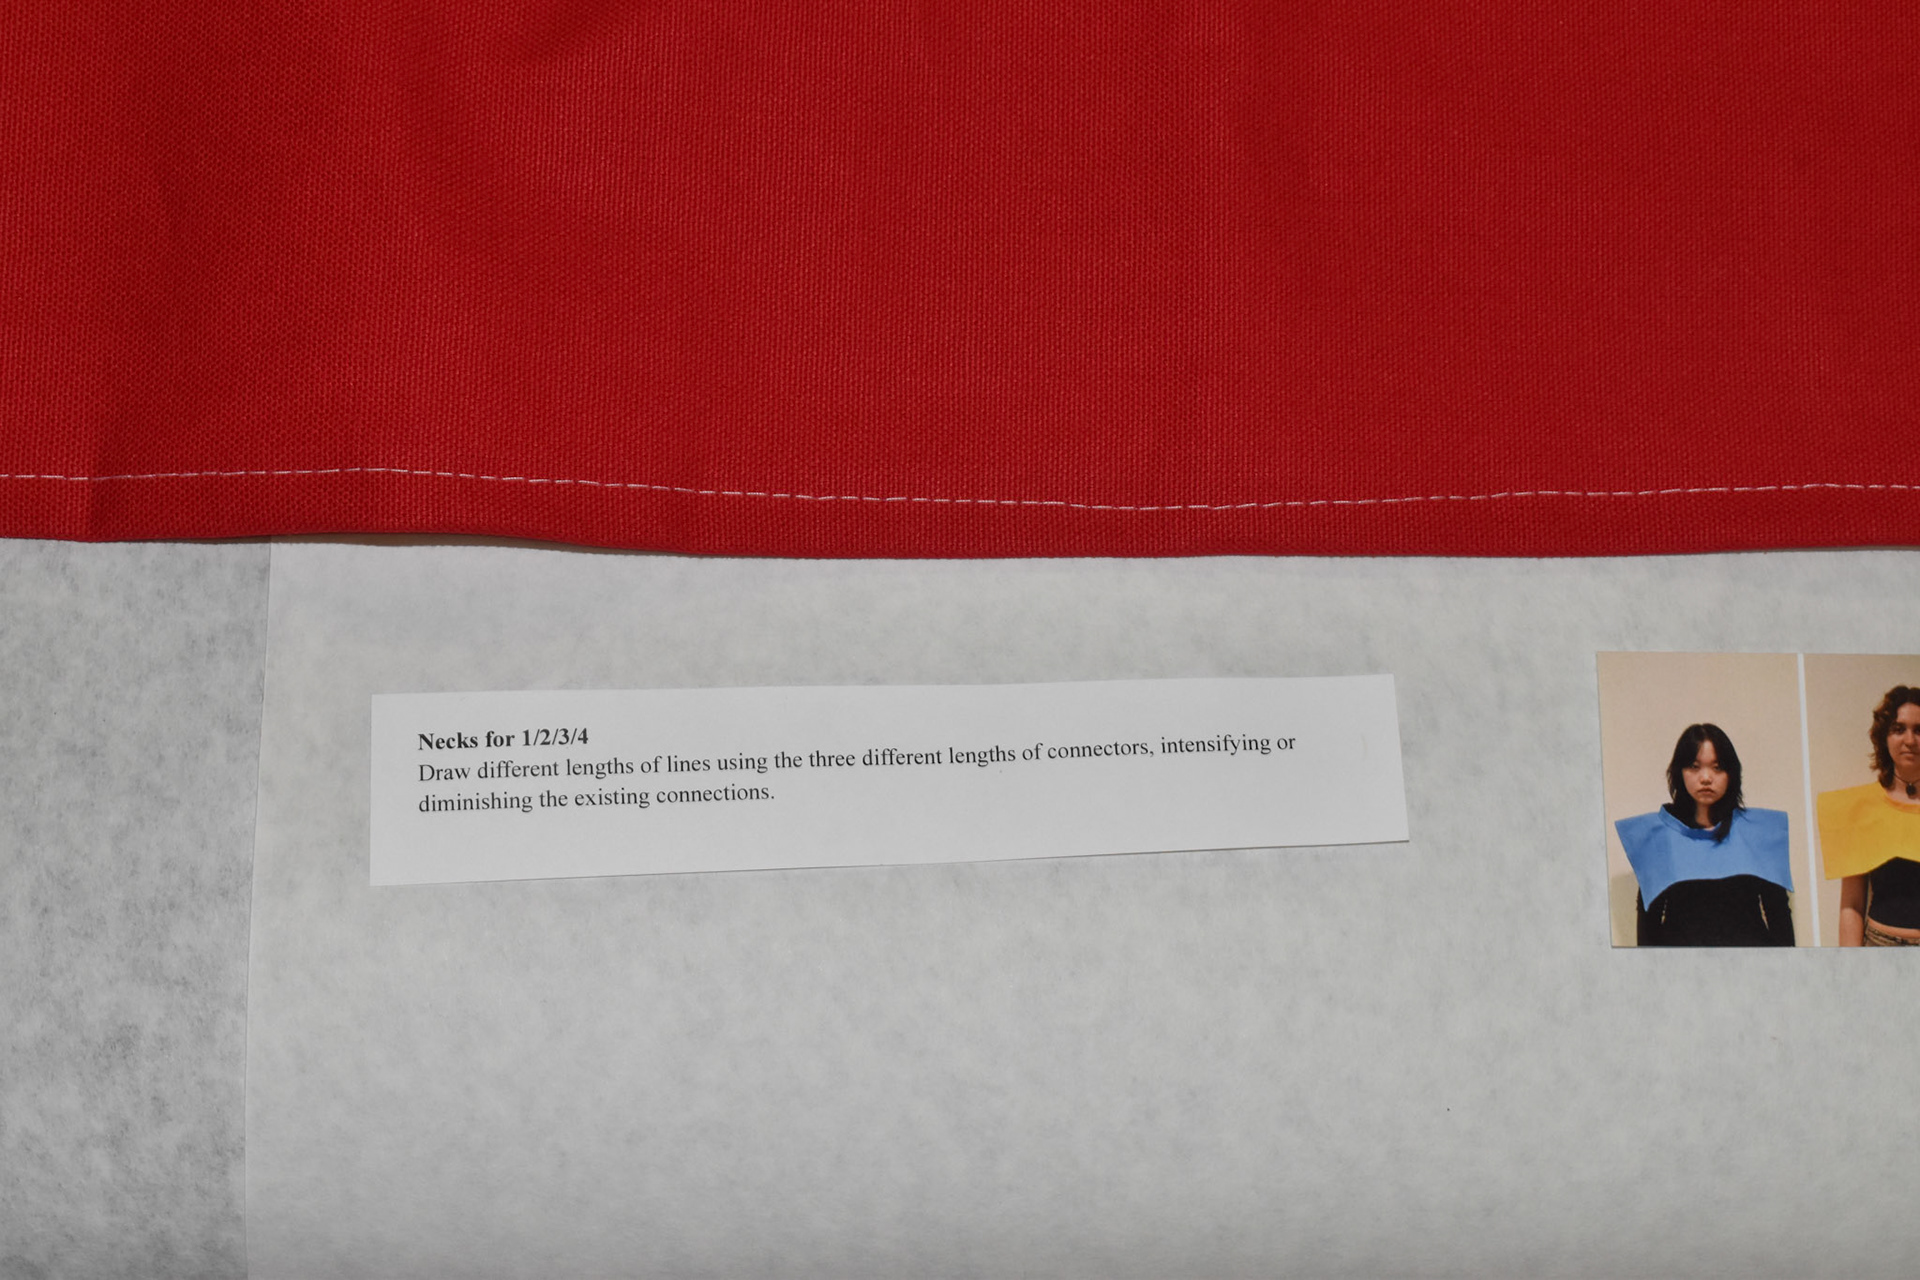 Necks for 1/2/3/4
Draw different lengths of lines using the three different lengths of connectors, intensifying or
diminishing the existing connections.